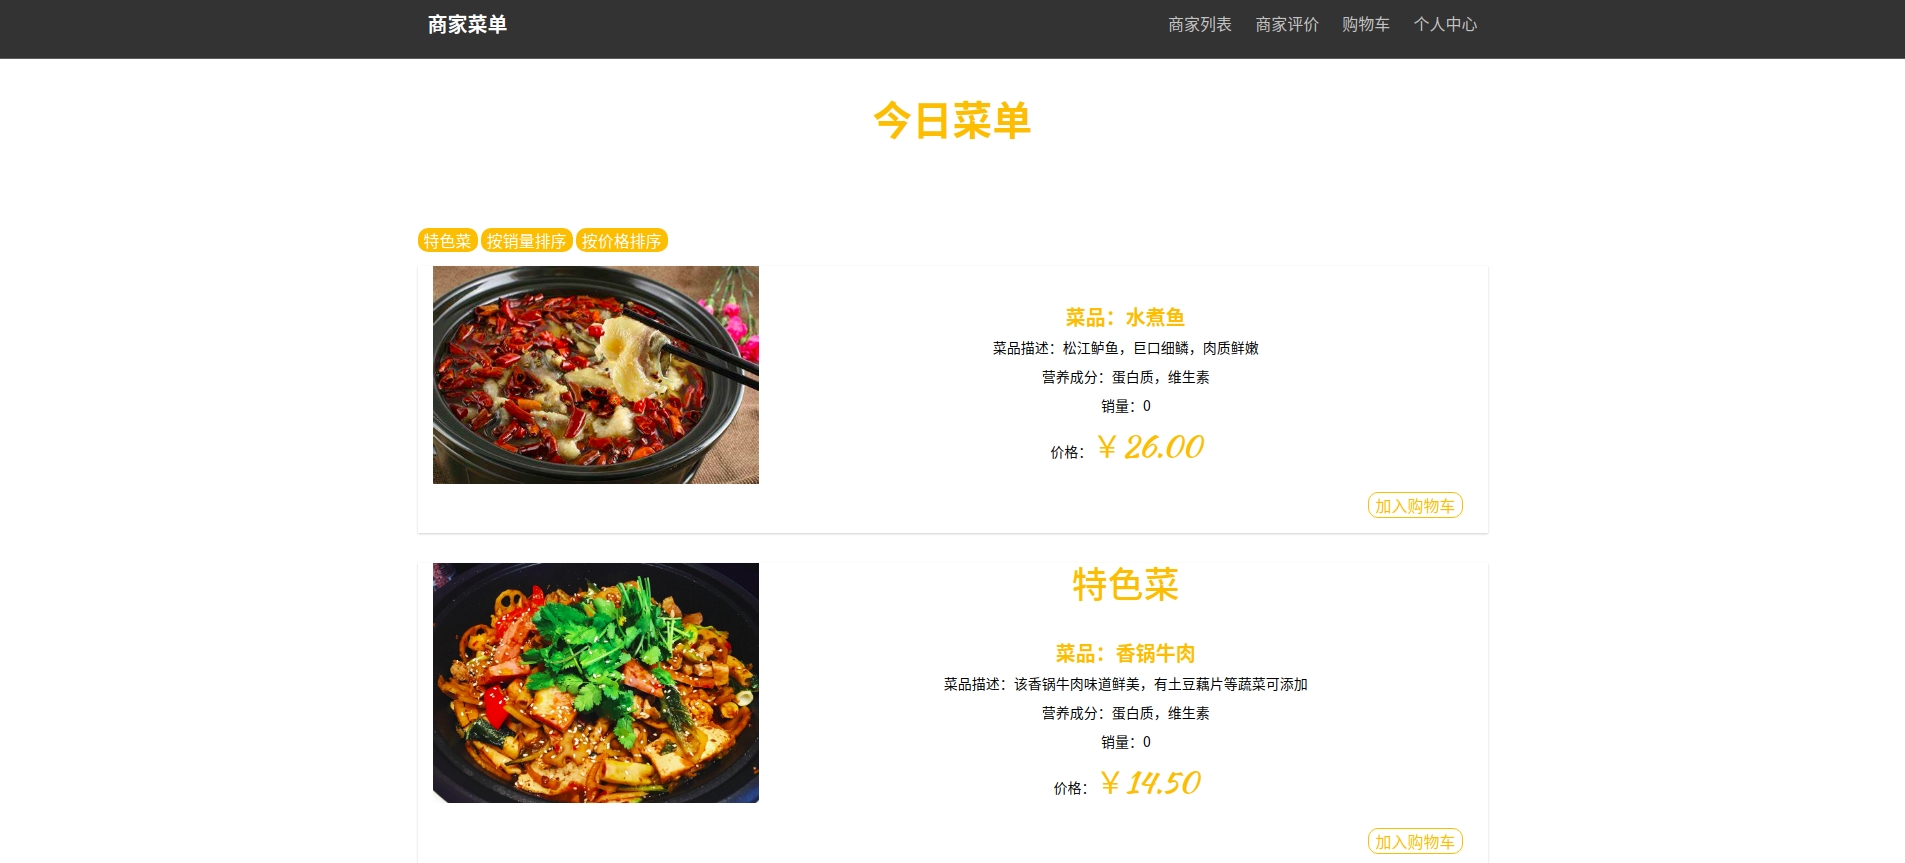 商家菜单
商家列表 商家评价 购物车 个人中心
今日菜单
特色菜 按销量排序 按价格排序
菜品：水煮鱼
菜品描述：松江鲈鱼，巨口细鳞，肉质鲜嫩
营养成分：蛋白质，维生素
销量：0
价格：￥26.00
加入购物车
特色菜
菜品：香锅牛肉
菜品描述：该香锅牛肉味道鲜美，有土豆藕片等蔬菜可添加
营养成分：蛋白质，维生素
销量：0
价格：￥14.50
加入购物车